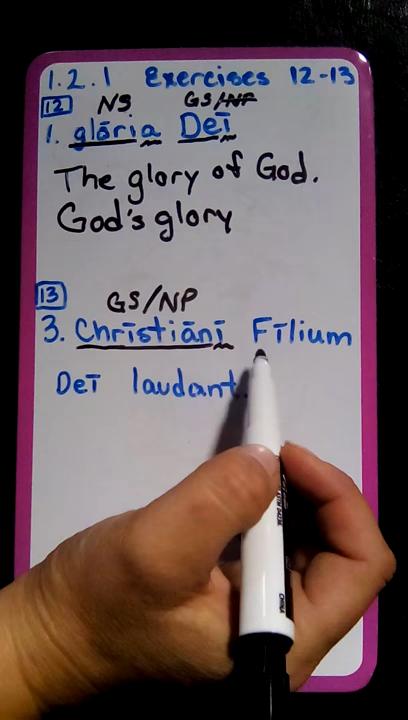 1.2.1 Exercises 12-13
12 NS GS/NP
1. glōria Deī
The glory of God.
God's glory
13 GS/NP
3. Chrīstiānī Fīlium
Deī laudant.